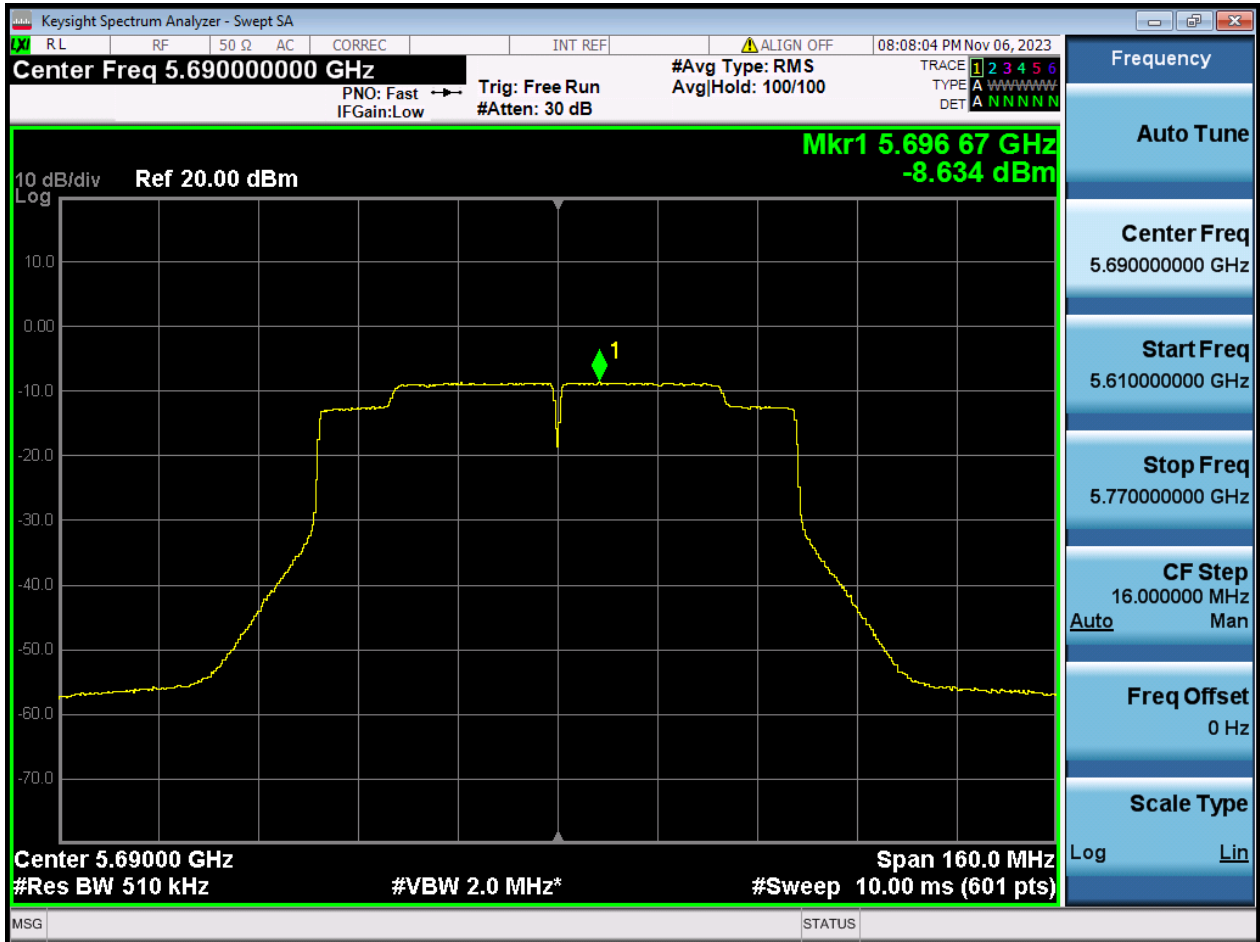 Keysight Spectrum Analyzer - Swept SA
LXI RL RF 50 Ω AC CORREC INT REF ALIGN OFF 08:08:04 PM Nov 06, 2023
Center Freq 5.690000000 GHz
PNO: Fast
IFGain:Low
Trig: Free Run
#Atten: 30 dB
#Avg Type: RMS
Avg|Hold: 100/100
TRACE 1 2 3 4 5 6
TYPE A WWWWW
DET A N N N N N
Mkr1 5.696 67 GHz
-8.634 dBm
10 dB/div Ref 20.00 dBm
Log
10.0
0.00
-10.0
-20.0
-30.0
-40.0
-50.0
-60.0
-70.0
1
Center 5.69000 GHz Span 160.0 MHz
#Res BW 510 kHz #VBW 2.0 MHz* #Sweep 10.00 ms (601 pts)
MSG STATUS
Frequency
Auto Tune
Center Freq
5.690000000 GHz
Start Freq
5.610000000 GHz
Stop Freq
5.770000000 GHz
CF Step
16.000000 MHz
Auto Man
Freq Offset
0 Hz
Scale Type
Log Lin